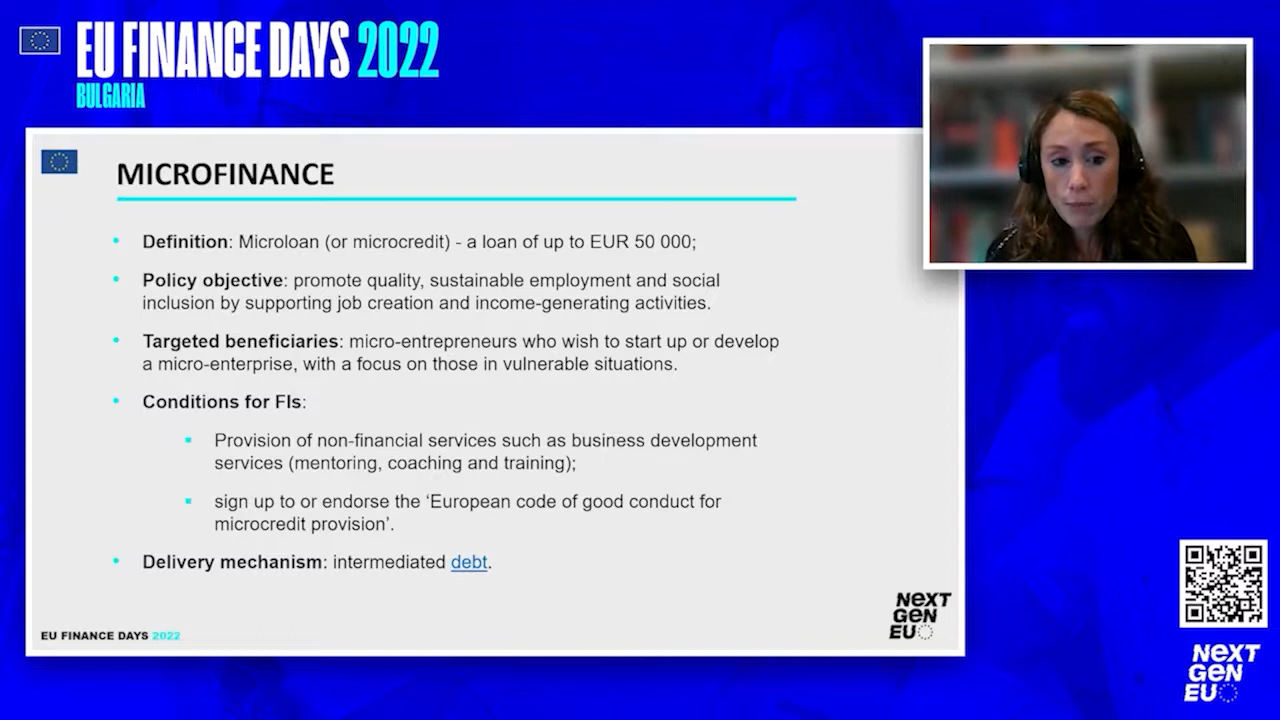 EU FINANCE DAYS 2022
BULGARIA
MICROFINANCE
• Definition: Microloan (or microcredit) - a loan of up to EUR 50 000;
• Policy objective: promote quality, sustainable employment and social
inclusion by supporting job creation and income-generating activities.
• Targeted beneficiaries: micro-entrepreneurs who wish to start up or develop
a micro-enterprise, with a focus on those in vulnerable situations.
• Conditions for FIs:
▪ Provision of non-financial services such as business development
services (mentoring, coaching and training);
▪ sign up to or endorse the ‘European code of good conduct for
microcredit provision’.
• Delivery mechanism: intermediated debt.
EU FINANCE DAYS 2022
NeXT
GeN
EU
NeXT
GeN
EU